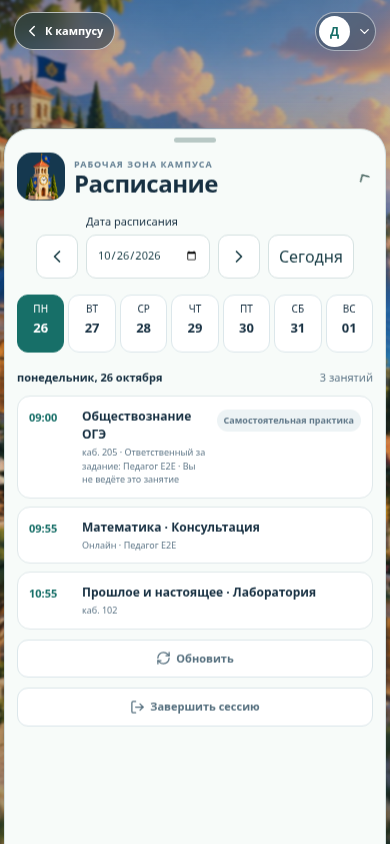 К кампусу
Д
РАБОЧАЯ ЗОНА КАМПУСА
Расписание
Дата расписания
10/26/2026
Сегодня
ПН
26
ВТ
27
СР
28
ЧТ
29
ПТ
30
СБ
31
ВС
01
понедельник, 26 октября
3 занятий
09:00
Обществознание
ОГЭ
Самостоятельная практика
каб. 205 · Ответственный за
задание: Педагог E2E · Вы
не ведёте это занятие
09:55
Математика · Консультация
Онлайн · Педагог E2E
10:55
Прошлое и настоящее · Лаборатория
каб. 102
Обновить
Завершить сессию